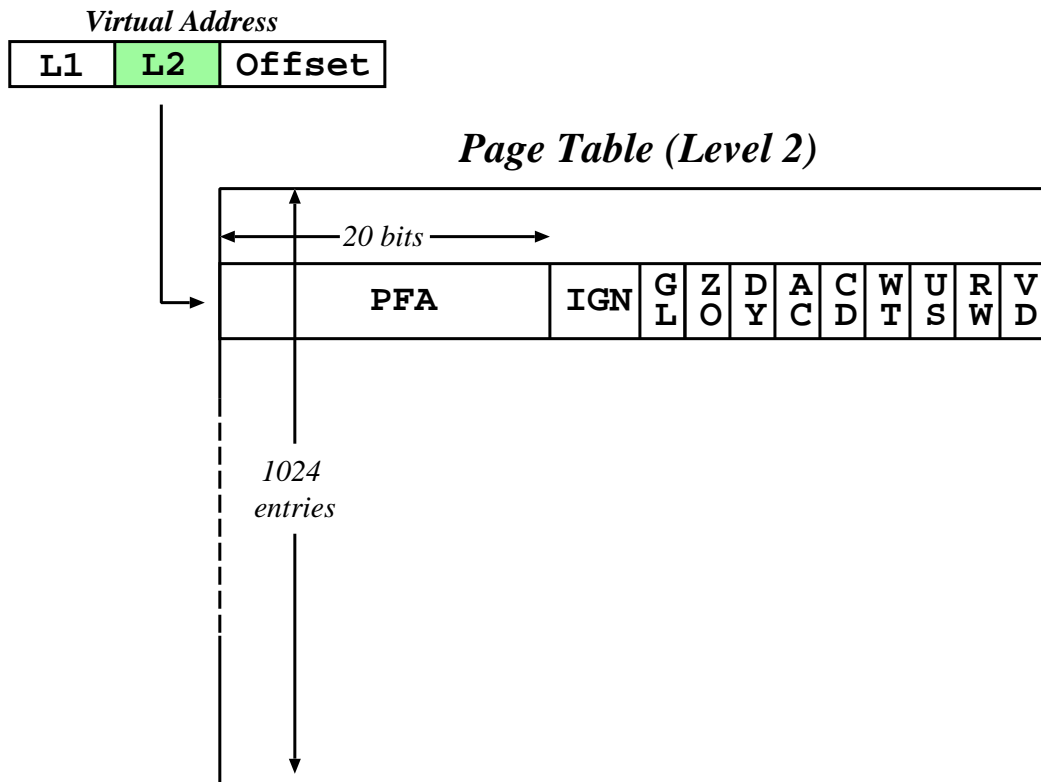 Virtual Address
L1 L2 Offset
Page Table (Level 2)
20 bits
PFA IGN GL ZO DY AC CD WT US RW VD
1024
entries